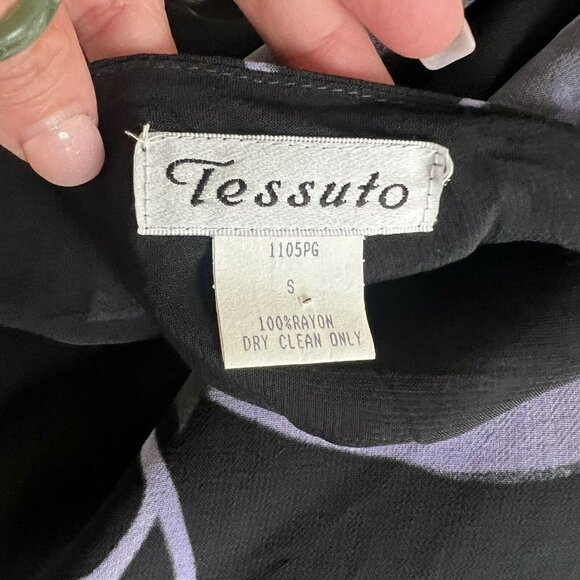 Tessuto
1105PG
S
100%RAYON
DRY CLEAN ONLY